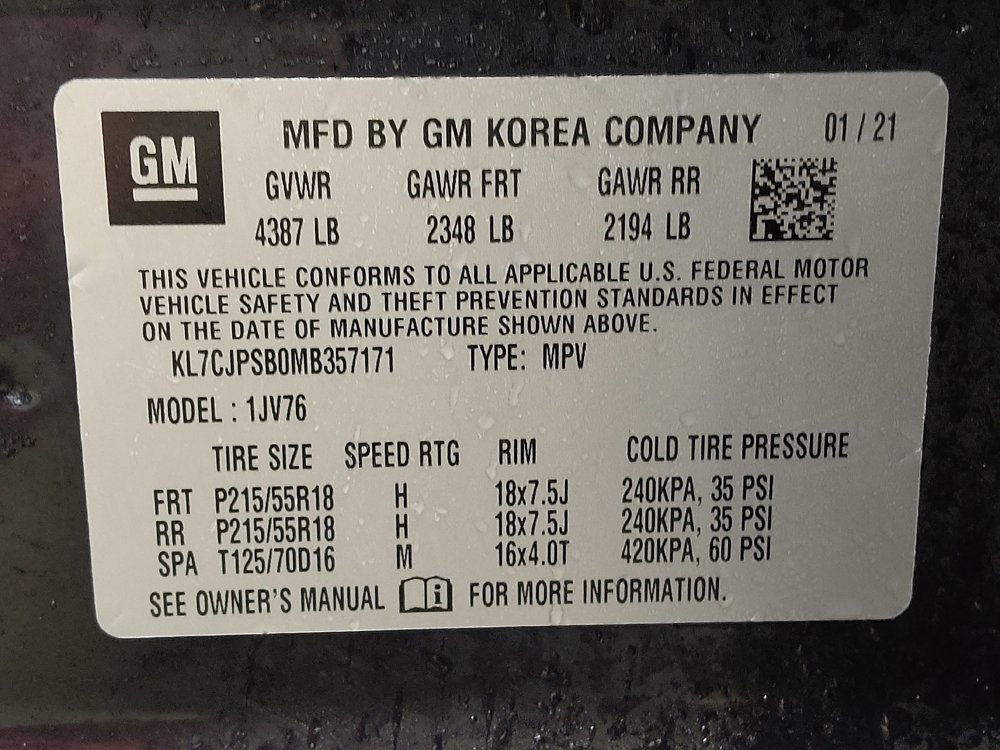 GM
MFD BY GM KOREA COMPANY 01 / 21
GVWR GAWR FRT GAWR RR
4387 LB 2348 LB 2194 LB
THIS VEHICLE CONFORMS TO ALL APPLICABLE U.S. FEDERAL MOTOR
VEHICLE SAFETY AND THEFT PREVENTION STANDARDS IN EFFECT
ON THE DATE OF MANUFACTURE SHOWN ABOVE.
KL7CJPSB0MB357171 TYPE: MPV
MODEL : 1JV76
TIRE SIZE SPEED RTG RIM COLD TIRE PRESSURE
FRT P215/55R18 H 18x7.5J 240KPA, 35 PSI
RR P215/55R18 H 18x7.5J 240KPA, 35 PSI
SPA T125/70D16 M 16x4.0T 420KPA, 60 PSI
SEE OWNER'S MANUAL i FOR MORE INFORMATION.